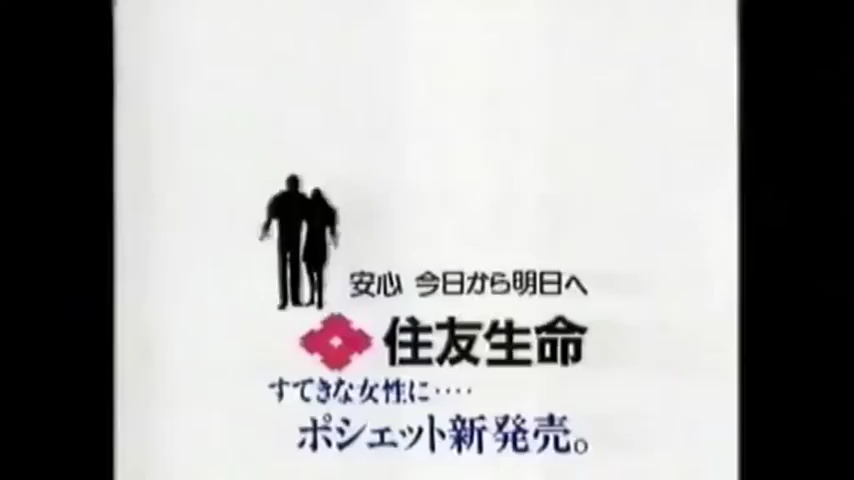 安心 今日から明日へ
住友生命
すてきな女性に‥‥
ポシェット新発売。